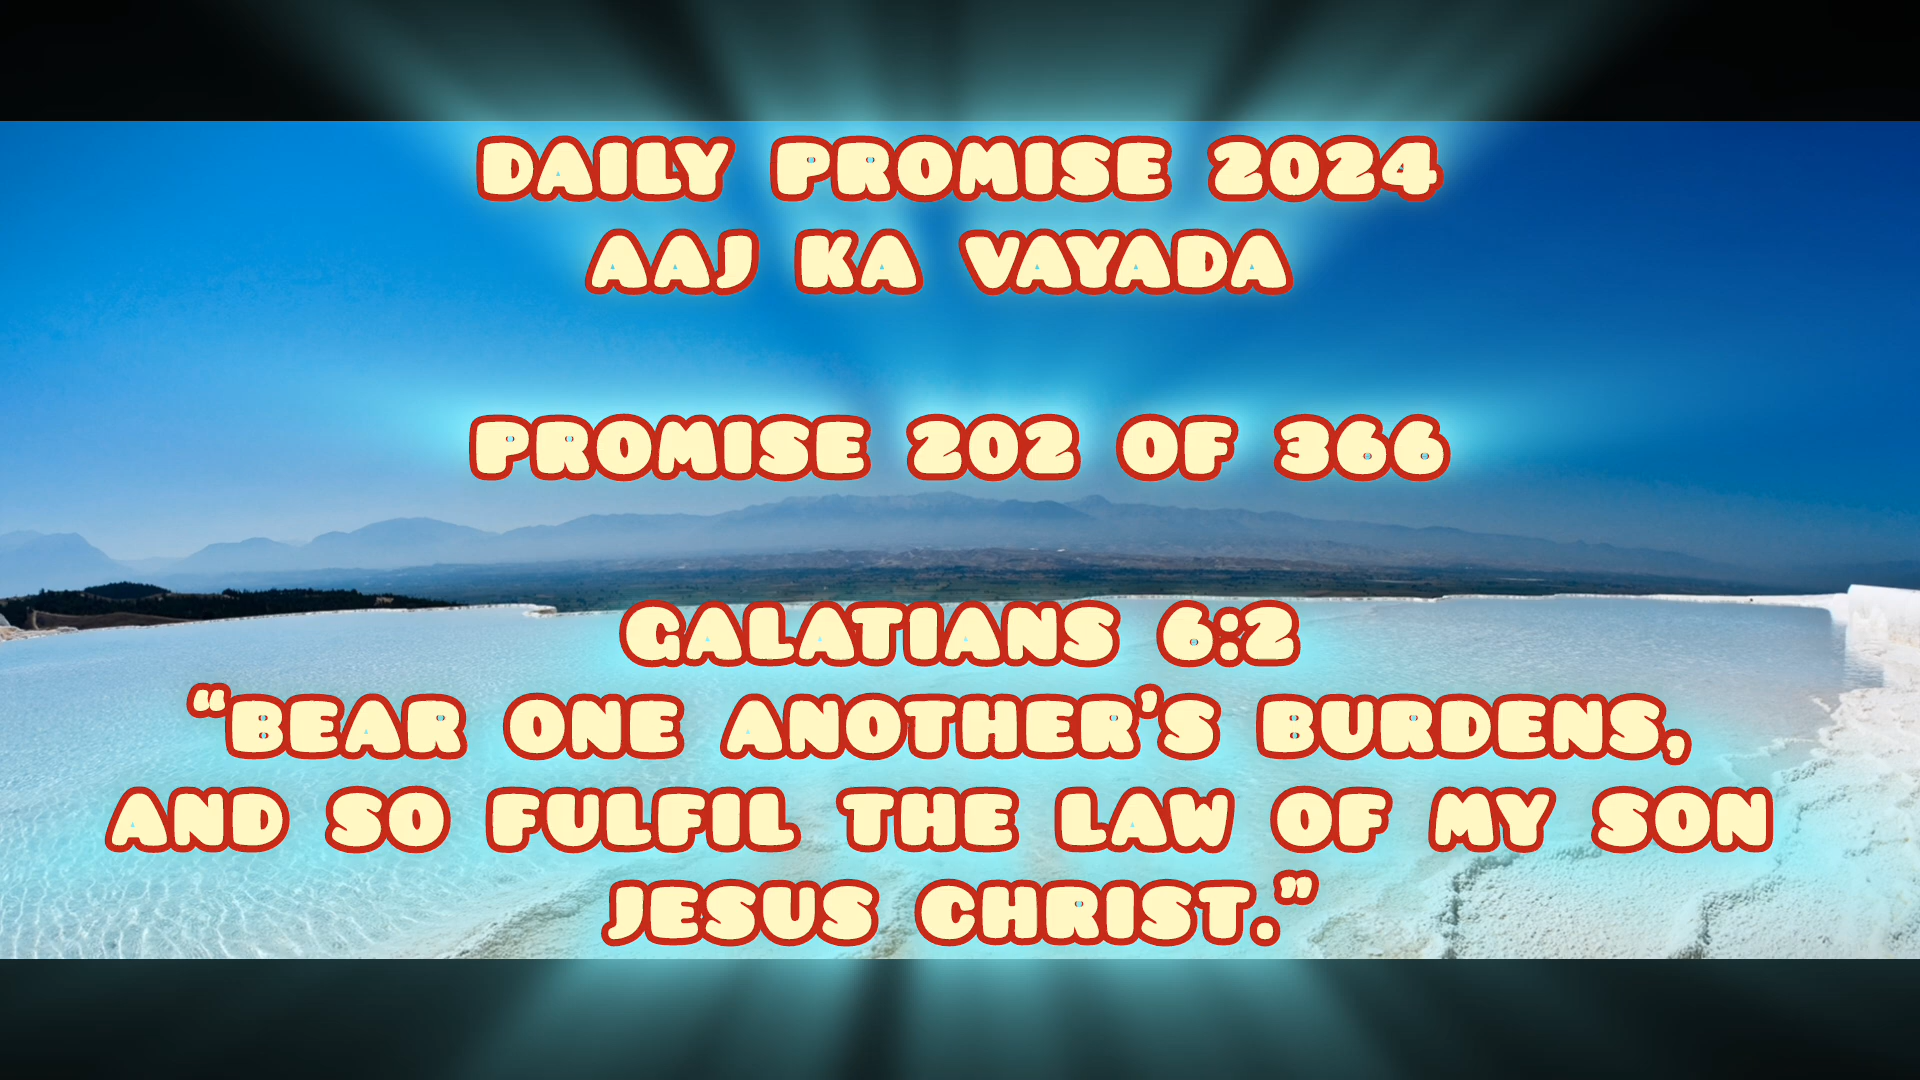 DAILY PROMISE 2024
AAJ KA VAYADA
PROMISE 202 OF 366
GALATIANS 6:2
“BEAR ONE ANOTHER’S BURDENS,
AND SO FULFIL THE LAW OF MY SON
JESUS CHRIST.”